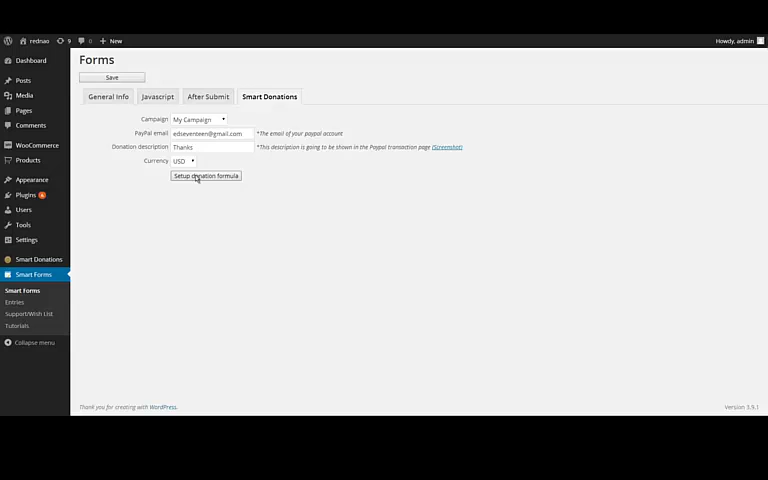 rednao 9 0 + New Howdy, admin
Dashboard
Posts
Media
Pages
Comments
WooCommerce
Products
Appearance
Plugins 6
Users
Tools
Settings
Smart Donations
Smart Forms
Smart Forms
Entries
Support/Wish List
Tutorials
Collapse menu
Forms
Save
General Info Javascript After Submit Smart Donations
Campaign My Campaign
PayPal email edseventeen@gmail.com *The email of your paypal account
Donation description Thanks *This description is going to be shown in the Paypal transaction page (Screenshot)
Currency USD
Setup donation formula
Thank you for creating with WordPress. Version 3.9.1